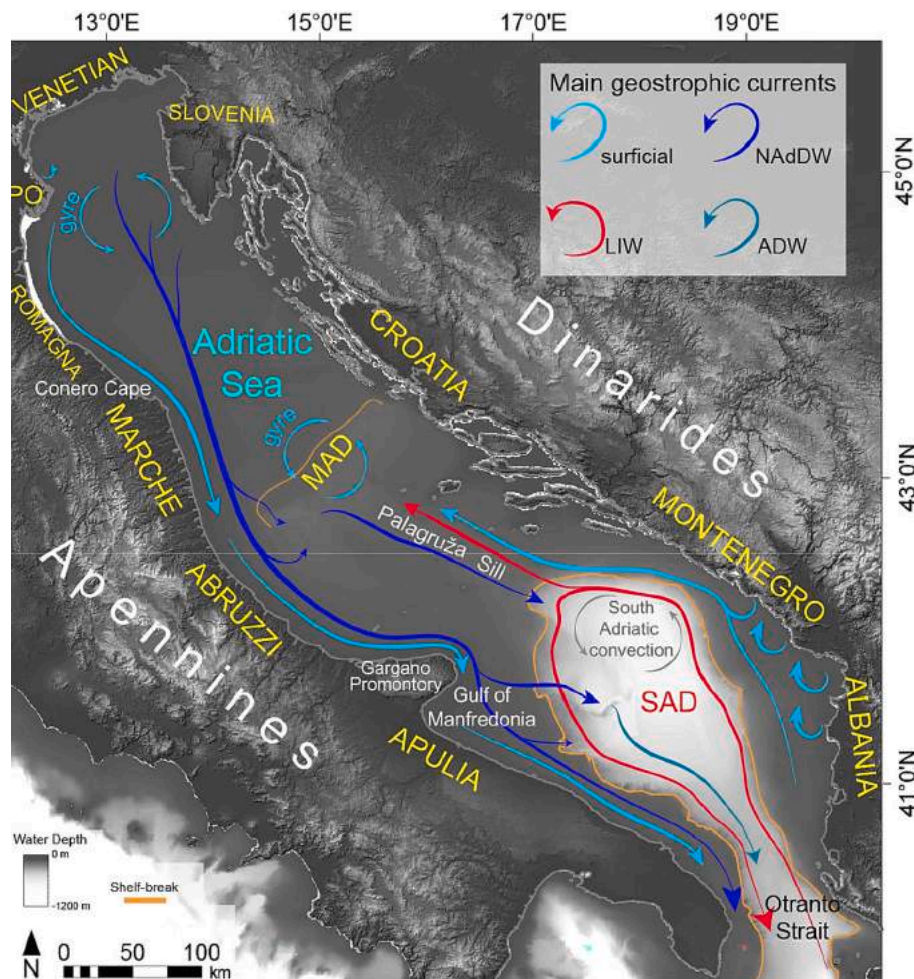 13°0'E
15°0'E
17°0'E
19°0'E
VENETIAN
SLOVENIA
Main geostrophic currents
surficial
NAdDW
LIW
ADW
45°0'N
PO
gyre
ROMAGNA
Conero Cape
Adriatic
Sea
CROATIA
Dinarides
MARCHE
gyre
MAD
43°0'N
Palagruža Sill
MONTENEGRO
Apennines
ABRUZZI
South
Adriatic
convection
Gargano
Promontory
Gulf of
Manfredonia
SAD
ALBANIA
APULIA
41°0'N
Water Depth
0 m
-1200 m
Shelf-break
Otranto
Strait
N
0 50 100
km